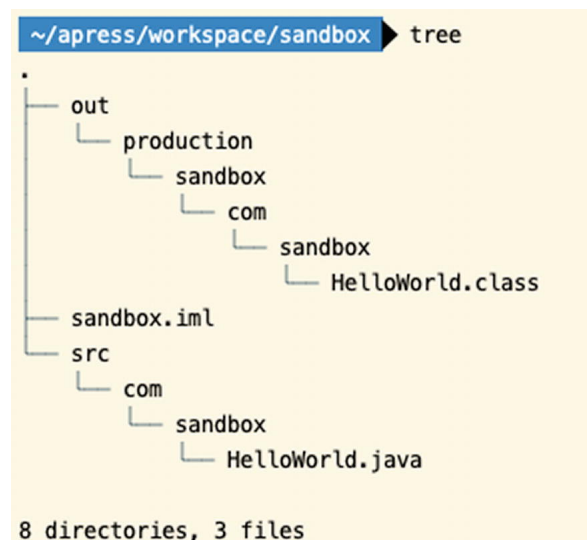 ~/apress/workspace/sandbox tree
.
├── out
│   └── production
│       └── sandbox
│           └── com
│               └── sandbox
│                   └── HelloWorld.class
├── sandbox.iml
└── src
    └── com
        └── sandbox
            └── HelloWorld.java
8 directories, 3 files